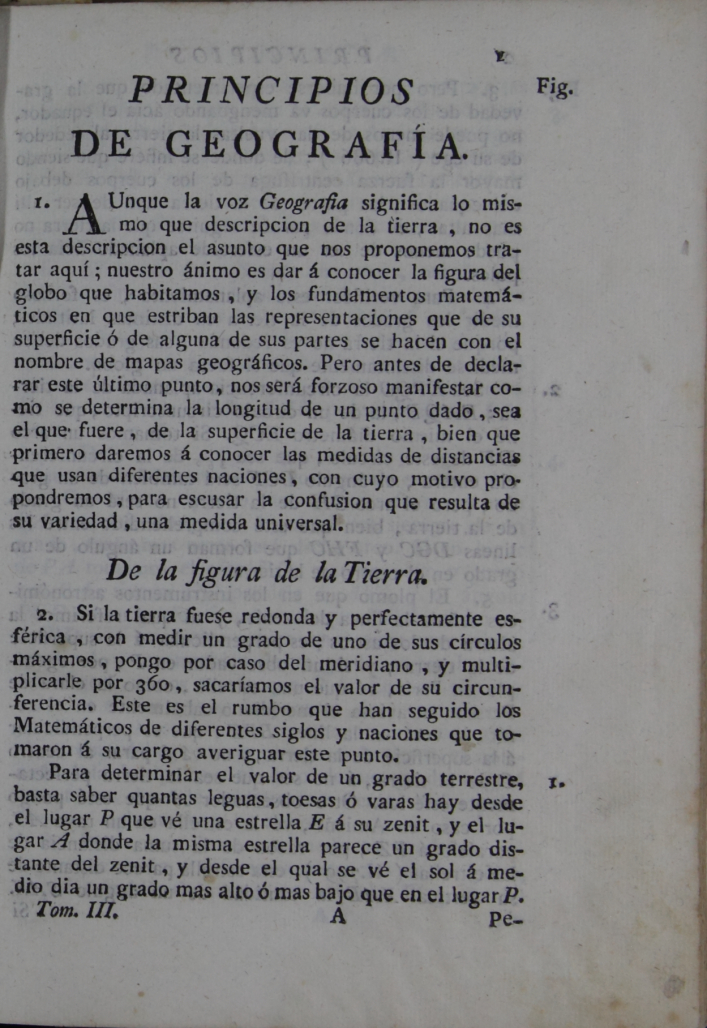 1
PRINCIPIOS
Fig.
DE GEOGRAFÍA.
1. AUnque la voz Geografia significa lo mis-
mo que descripcion de la tierra , no es
esta descripcion el asunto que nos proponemos tra-
tar aquí ; nuestro ánimo es dar á conocer la figura del
globo que habitamos , y los fundamentos matemá-
ticos en que estriban las representaciones que de su
superficie ó de alguna de sus partes se hacen con el
nombre de mapas geográficos. Pero antes de decla-
rar este último punto, nos será forzoso manifestar co-
mo se determina la longitud de un punto dado , sea
el que fuere , de la superficie de la tierra , bien que
primero daremos á conocer las medidas de distancias
que usan diferentes naciones, con cuyo motivo pro-
pondremos , para escusar la confusion que resulta de
su variedad , una medida universal.
De la figura de la Tierra.
2. Si la tierra fuese redonda y perfectamente es-
férica , con medir un grado de uno de sus círculos
máximos , pongo por caso del meridiano , y multi-
plicarle por 360, sacaríamos el valor de su circun-
ferencia. Este es el rumbo que han seguido los
Matemáticos de diferentes siglos y naciones que to-
maron á su cargo averiguar este punto.
Para determinar el valor de un grado terrestre, 1.
basta saber quantas leguas, toesas ó varas hay desde
el lugar P que vé una estrella E á su zenit , y el lu-
gar A donde la misma estrella parece un grado dis-
tante del zenit , y desde el qual se vé el sol á me-
dio dia un grado mas alto ó mas bajo que en el lugar P.
Tom. III. A Pe-